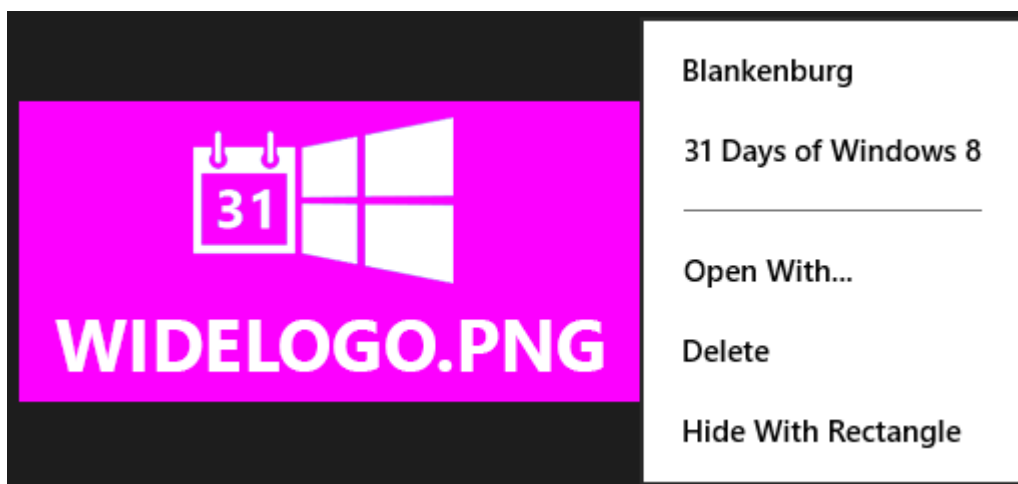 31
WIDELOGO.PNG
Blankenburg
31 Days of Windows 8
Open With...
Delete
Hide With Rectangle